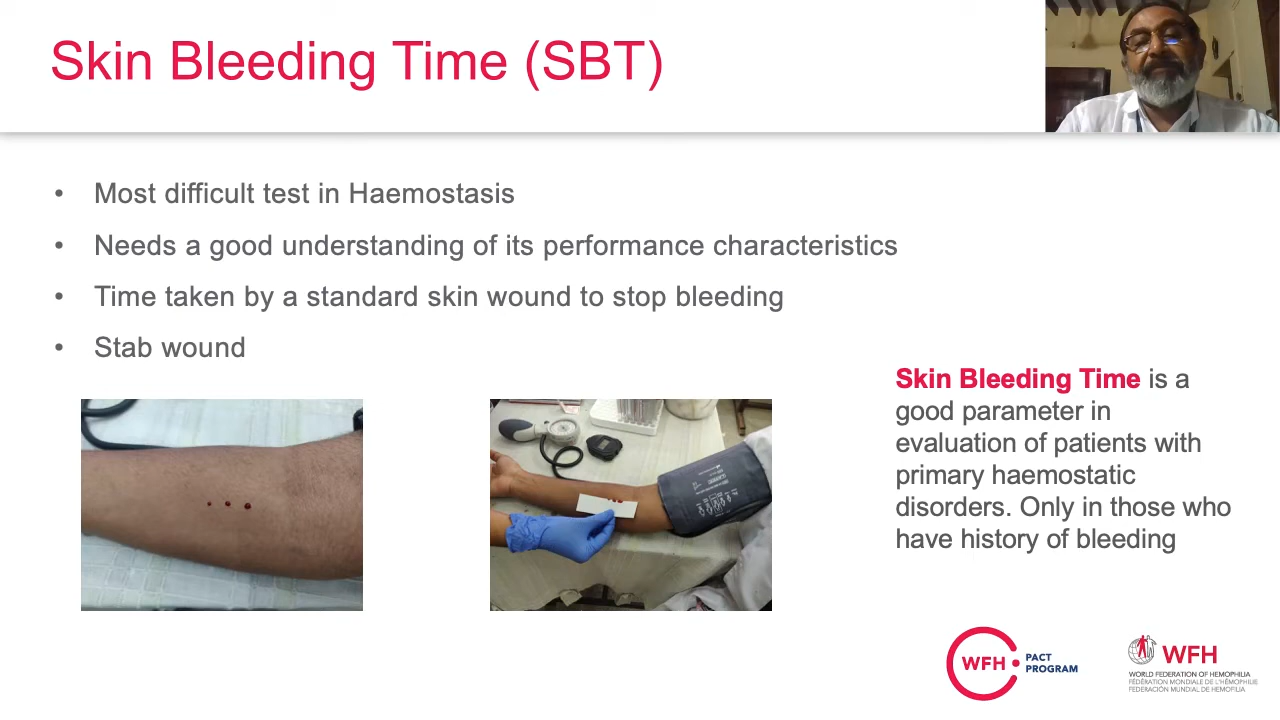 Skin Bleeding Time (SBT)
• Most difficult test in Haemostasis
• Needs a good understanding of its performance characteristics
• Time taken by a standard skin wound to stop bleeding
• Stab wound
Skin Bleeding Time is a
good parameter in
evaluation of patients with
primary haemostatic
disorders. Only in those who
have history of bleeding
WFH PACT
PROGRAM
WFH
WORLD FEDERATION OF HEMOPHILIA
FÉDÉRATION MONDIALE DE L'HÉMOPHILIE
FEDERACIÓN MUNDIAL DE HEMOFILIA